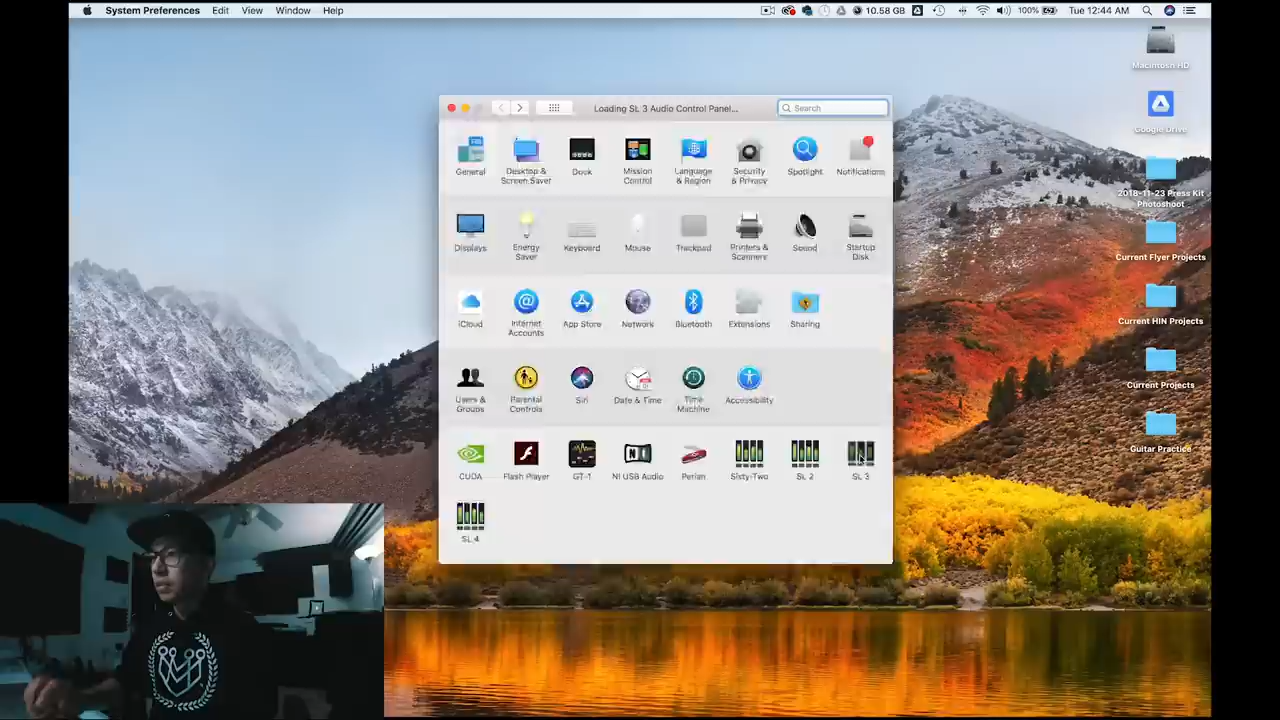 System Preferences Edit View Window Help
10.58 GB 100% Tue 12:44 AM
Loading SL 3 Audio Control Panel...
Search
General
Desktop &
Screen Saver
Dock
Mission
Control
Language
& Region
Security
& Privacy
Spotlight
Notifications
Displays
Energy
Saver
Keyboard
Mouse
Trackpad
Printers &
Scanners
Sound
Startup
Disk
iCloud
Internet
Accounts
App Store
Network
Bluetooth
Extensions
Sharing
Users &
Groups
Parental
Controls
Siri
Date & Time
Time
Machine
Accessibility
CUDA
Flash Player
GT-1
NI USB Audio
Perian
Sixty-Two
SL 2
SL 3
SL 4
Macintosh HD
Google Drive
2018-11-23 Press Kit
Photoshoot
Current Flyer Projects
Current HIN Projects
Current Projects
Guitar Practice